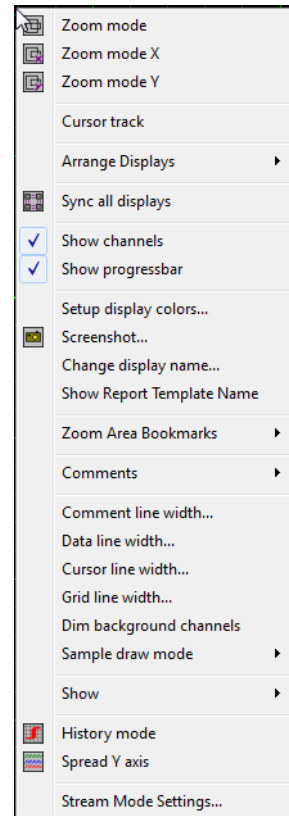 Zoom mode
Zoom mode X
Zoom mode Y
Cursor track
Arrange Displays
Sync all displays
Show channels
Show progressbar
Setup display colors...
Screenshot...
Change display name...
Show Report Template Name
Zoom Area Bookmarks
Comments
Comment line width...
Data line width...
Cursor line width...
Grid line width...
Dim background channels
Sample draw mode
Show
History mode
Spread Y axis
Stream Mode Settings...